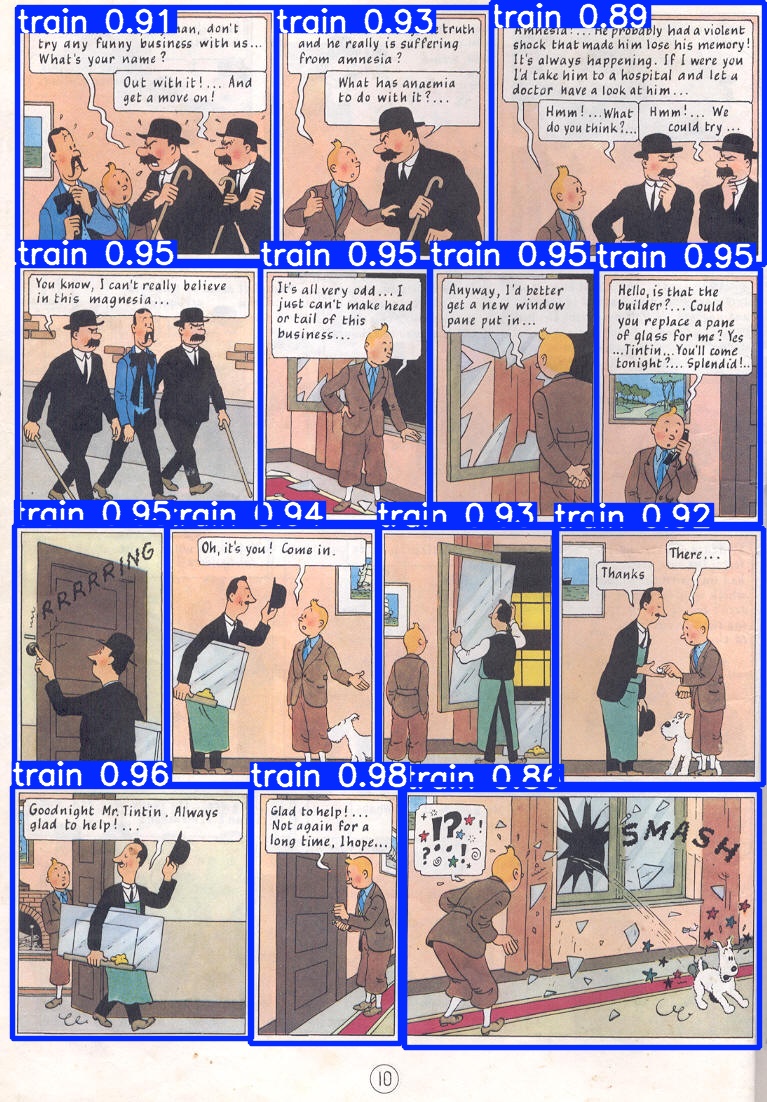 train 0.91
don't
try any funny business with us...
What's your name?
Out with it!... And
get a move on!
train 0.93
truth
and he really is suffering
from amnesia?
What has anaemia
to do with it?...
train 0.89
Amnesia!... He probably had a violent
shock that made him lose his memory!
It's always happening. If I were you
I'd take him to a hospital and let a
doctor have a look at him...
Hmm!...What
do you think?...
Hmm!... We
could try...
train 0.95
You know, I can't really believe
in this magnesia...
train 0.95
It's all very odd... I
just can't make head
or tail of this
business...
train 0.95
Anyway, I'd better
get a new window
pane put in...
train 0.95
Hello, is that the
builder?... Could
you replace a pane
of glass for me? Yes
...Tintin... You'll come
tonight?... Splendid!...
train 0.95
RRRRRRING
train 0.94
Oh, it's you! Come in.
train 0.93
train 0.92
Thanks
There...
train 0.96
Goodnight Mr. Tintin. Always
glad to help!...
train 0.98
Glad to help!...
Not again for a
long time, I hope...
train 0.86
!?!
?...!
SMASH
10